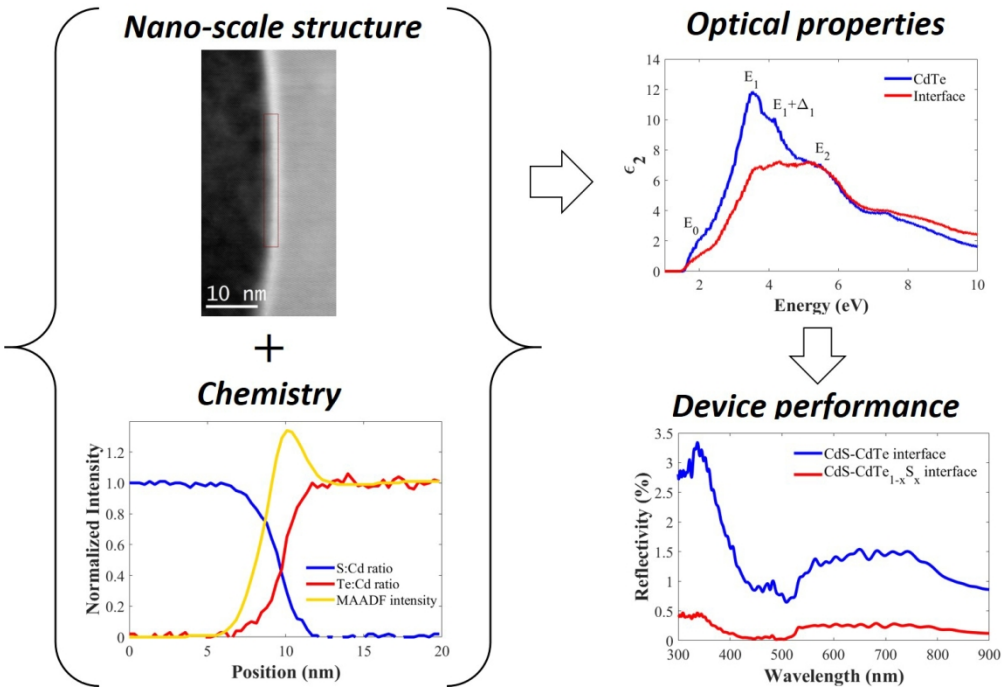 Nano-scale structure
10 nm
+
Chemistry
Normalized Intensity
1.2
1.0
0.8
0.6
0.4
0.2
0
S:Cd ratio
Te:Cd ratio
MAADF intensity
0 5 10 15 20
Position (nm)
Optical properties
ϵ₂
14
12
10
8
6
4
2
0
E₁
E₁+Δ₁
E₂
E₀
CdTe
Interface
2 4 6 8 10
Energy (eV)
Device performance
Reflectivity (%)
3.5
3
2.5
2
1.5
1
0.5
0
CdS-CdTe interface
CdS-CdTe₁₋ₓSₓ interface
300 400 500 600 700 800 900
Wavelength (nm)